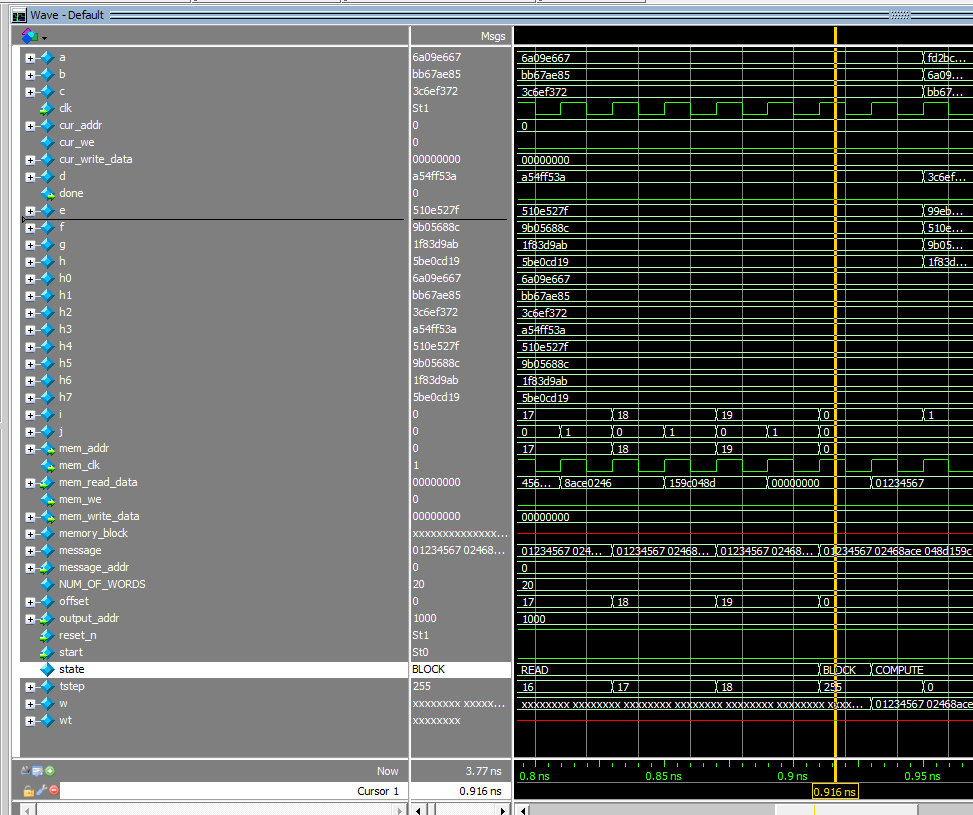 Wave - Default
Msgs
a 6a09e667 6a09e667 fd2bc...
b bb67ae85 bb67ae85 6a09...
c 3c6ef372 3c6ef372 bb67...
clk St1
cur_addr 0 0
cur_we 0
cur_write_data 00000000 00000000
d a54ff53a a54ff53a 3c6ef...
done 0
e 510e527f 510e527f 99eb...
f 9b05688c 9b05688c 510e...
g 1f83d9ab 1f83d9ab 9b05...
h 5be0cd19 5be0cd19 1f83d...
h0 6a09e667 6a09e667
h1 bb67ae85 bb67ae85
h2 3c6ef372 3c6ef372
h3 a54ff53a a54ff53a
h4 510e527f 510e527f
h5 9b05688c 9b05688c
h6 1f83d9ab 1f83d9ab
h7 5be0cd19 5be0cd19
i 0 17 18 19 0 1
j 0 0 1 0 1 0 1 0
mem_addr 0 17 18 19 0
mem_clk 1
mem_read_data 00000000 456... 8ace0246 159c048d 00000000 01234567
mem_we 0
mem_write_data 00000000 00000000
memory_block xxxxxxxxxxxxxx...
message 01234567 02468... 01234567 024... 01234567 02468... 01234567 02468... 01234567 02468ace 048d159c
message_addr 0 0
NUM_OF_WORDS 20 20
offset 0 17 18 19 0
output_addr 1000 1000
reset_n St1
start St0
state BLOCK READ BLOCK COMPUTE
tstep 255 16 17 18 255 0
w xxxxxxxx xxxxx... xxxxxxxx xxxxxxxx xxxxxxxx xxxxxxxx xxxxxxxx xxxxxxxx xxxx... 01234567 02468ace
wt xxxxxxxx
Now 3.77 ns 0.8 ns 0.85 ns 0.9 ns 0.95 ns
Cursor 1 0.916 ns 0.916 ns